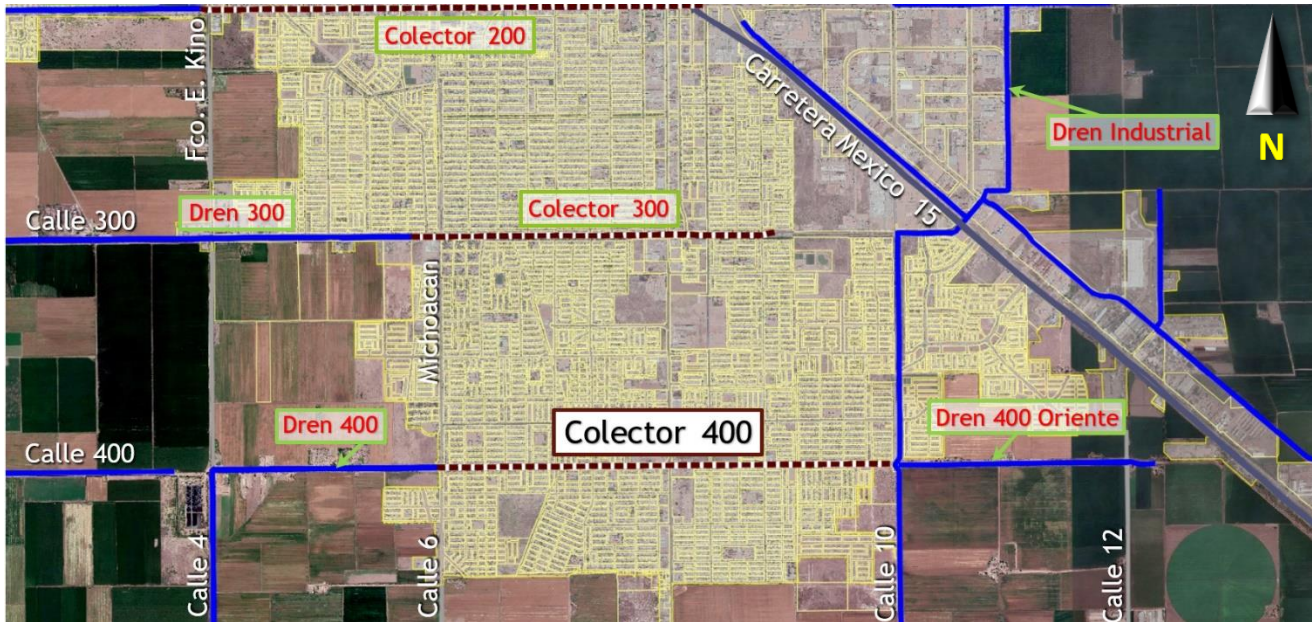 Colector 200
Fco. E. Kino
Carretera Mexico 15
Dren Industrial
N
Calle 300
Dren 300
Colector 300
Michoacan
Dren 400
Colector 400
Dren 400 Oriente
Calle 400
Calle 4
Calle 6
Calle 10
Calle 12